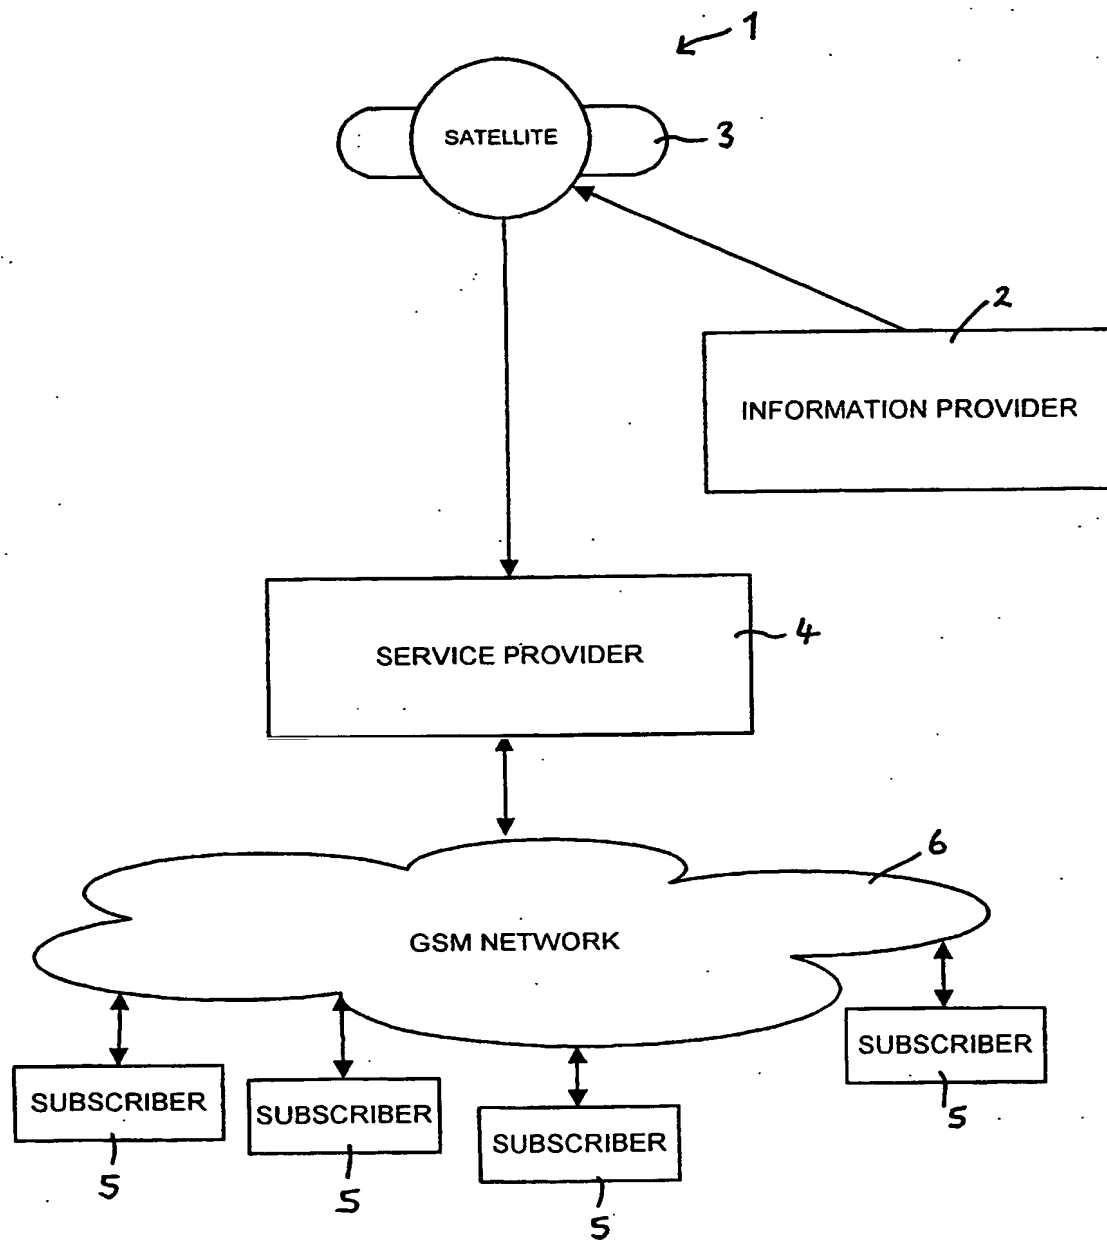 1
SATELLITE
3
2
INFORMATION PROVIDER
SERVICE PROVIDER
4
6
GSM NETWORK
SUBSCRIBER
SUBSCRIBER
SUBSCRIBER
SUBSCRIBER
5
5
5
5